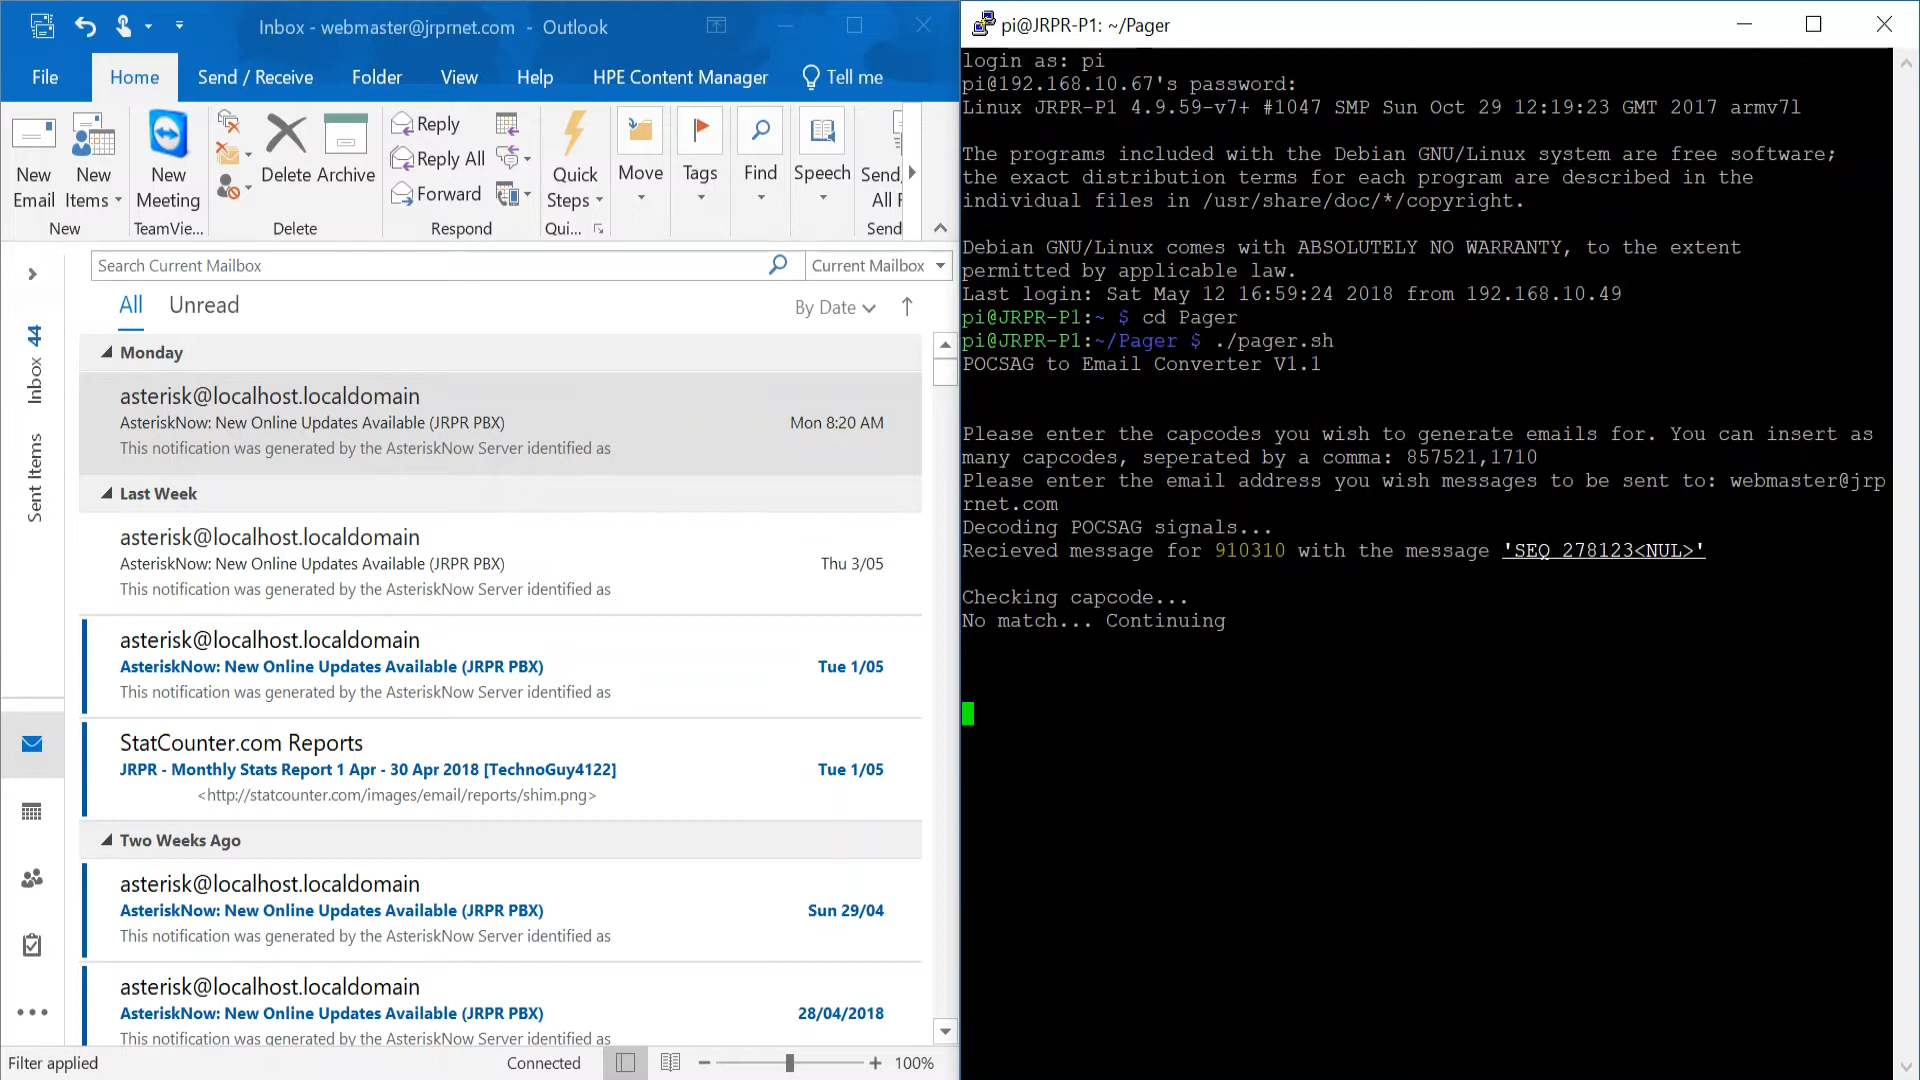 Inbox - webmaster@jrprnet.com - Outlook
File
Home
Send / Receive
Folder
View
Help
HPE Content Manager
Tell me
New
Email
New
Items
New
New
Meeting
TeamVie...
Delete
Archive
Delete
Reply
Reply All
Forward
Respond
Quick
Steps
Qui...
Move
Tags
Find
Speech
Send/
All F
Send
Search Current Mailbox
Current Mailbox
All
Unread
By Date
Inbox 44
Sent Items
Monday
asterisk@localhost.localdomain
AsteriskNow: New Online Updates Available (JRPR PBX)
Mon 8:20 AM
This notification was generated by the AsteriskNow Server identified as
Last Week
asterisk@localhost.localdomain
AsteriskNow: New Online Updates Available (JRPR PBX)
Thu 3/05
This notification was generated by the AsteriskNow Server identified as
asterisk@localhost.localdomain
AsteriskNow: New Online Updates Available (JRPR PBX)
Tue 1/05
This notification was generated by the AsteriskNow Server identified as
StatCounter.com Reports
JRPR - Monthly Stats Report 1 Apr - 30 Apr 2018 [TechnoGuy4122]
Tue 1/05
<http://statcounter.com/images/email/reports/shim.png>
Two Weeks Ago
asterisk@localhost.localdomain
AsteriskNow: New Online Updates Available (JRPR PBX)
Sun 29/04
This notification was generated by the AsteriskNow Server identified as
asterisk@localhost.localdomain
AsteriskNow: New Online Updates Available (JRPR PBX)
28/04/2018
This notification was generated by the AsteriskNow Server identified as
Filter applied
Connected
100%
pi@JRPR-P1: ~/Pager
login as: pi
pi@192.168.10.67's password:
Linux JRPR-P1 4.9.59-v7+ #1047 SMP Sun Oct 29 12:19:23 GMT 2017 armv7l
The programs included with the Debian GNU/Linux system are free software;
the exact distribution terms for each program are described in the
individual files in /usr/share/doc/*/copyright.
Debian GNU/Linux comes with ABSOLUTELY NO WARRANTY, to the extent
permitted by applicable law.
Last login: Sat May 12 16:59:24 2018 from 192.168.10.49
pi@JRPR-P1:~ $ cd Pager
pi@JRPR-P1:~/Pager $ ./pager.sh
POCSAG to Email Converter V1.1
Please enter the capcodes you wish to generate emails for. You can insert as
many capcodes, seperated by a comma: 857521,1710
Please enter the email address you wish messages to be sent to: webmaster@jrp
rnet.com
Decoding POCSAG signals...
Recieved message for 910310 with the message 'SEQ 278123<NUL>'
Checking capcode...
No match... Continuing